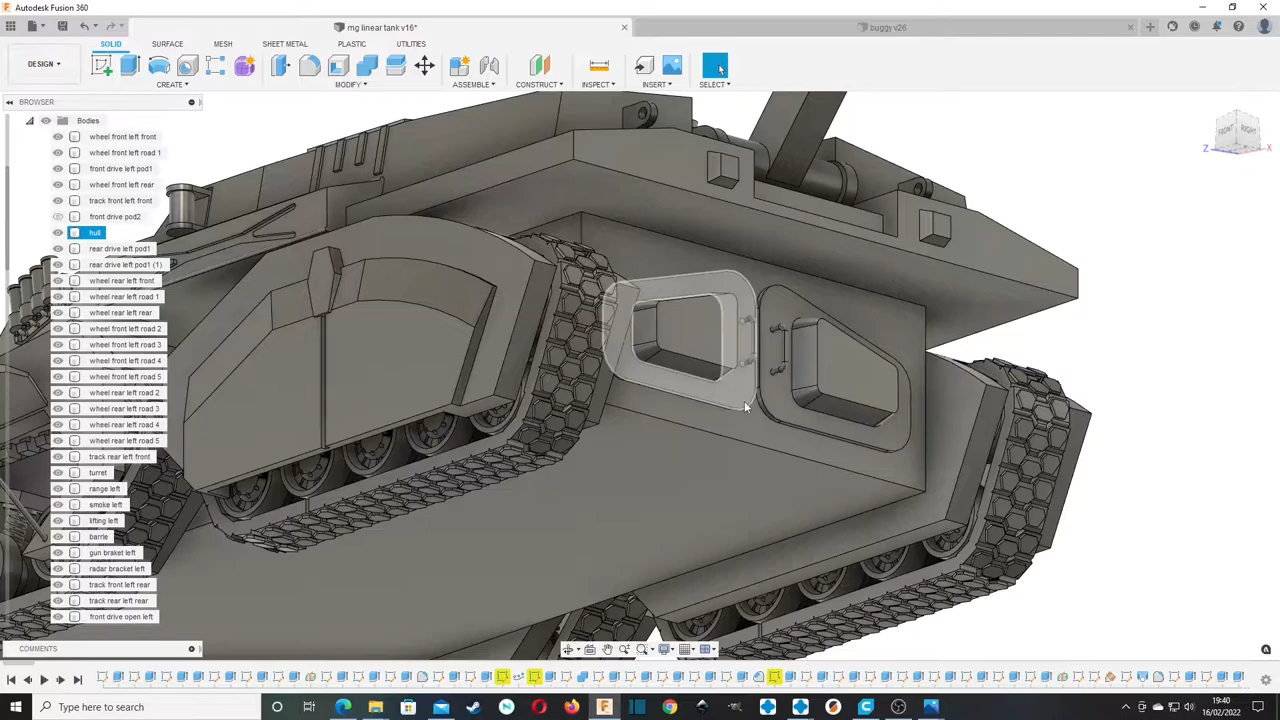 Autodesk Fusion 360
mg linear tank v16*
buggy v26
SOLID SURFACE MESH SHEET METAL PLASTIC UTILITIES
DESIGN
CREATE MODIFY ASSEMBLE CONSTRUCT INSPECT INSERT SELECT
BROWSER
Bodies
wheel front left front
wheel front left road 1
front drive left pod1
wheel front left rear
track front left front
front drive pod2
hull
rear drive left pod1
rear drive left pod1 (1)
wheel rear left front
wheel rear left road 1
wheel rear left rear
wheel front left road 2
wheel front left road 3
wheel front left road 4
wheel front left road 5
wheel rear left road 2
wheel rear left road 3
wheel rear left road 4
wheel rear left road 5
track rear left front
turret
range left
smoke left
lifting left
barrle
gun braket left
radar bracket left
track front left rear
track rear left rear
front drive open left
FRONT RIGHT
Z X
COMMENTS
Type here to search
19:40
16/02/2022